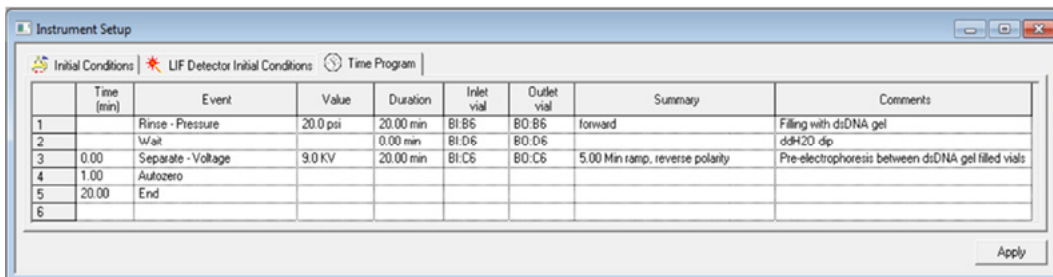 Instrument Setup
Initial Conditions LIF Detector Initial Conditions Time Program
Time (min) Event Value Duration Inlet vial Outlet vial Summary Comments
1 Rinse - Pressure 20.0 psi 20.00 min BI:B6 BO:B6 forward Filling with dsDNA gel
2 Wait 0.00 min BI:D6 BO:D6 ddH2O dip
3 0.00 Separate - Voltage 9.0 KV 20.00 min BI:C6 BO:C6 5.00 Min ramp, reverse polarity Pre-electrophoresis between dsDNA gel filled vials
4 1.00 Autozero
5 20.00 End
6
Apply